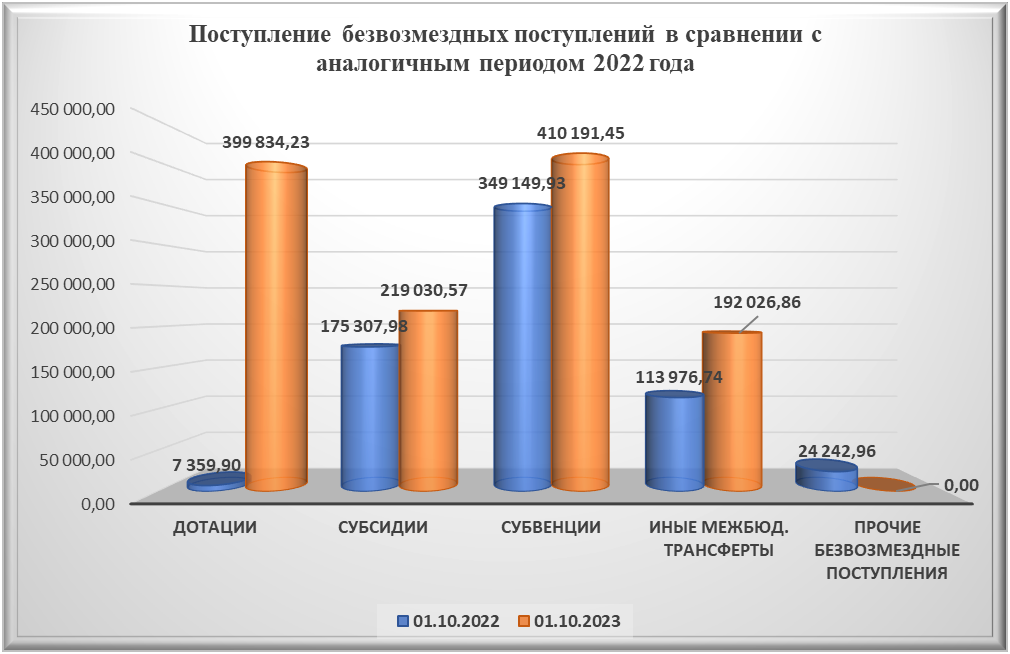 Поступление безвозмездных поступлений в сравнении с
аналогичным периодом 2022 года
450 000,00
400 000,00
350 000,00
300 000,00
250 000,00
200 000,00
150 000,00
100 000,00
50 000,00
0,00
7 359,90
399 834,23
175 307,98
219 030,57
349 149,93
410 191,45
113 976,74
192 026,86
24 242,96
0,00
ДОТАЦИИ
СУБСИДИИ
СУБВЕНЦИИ
ИНЫЕ МЕЖБЮД.
ТРАНСФЕРТЫ
ПРОЧИЕ
БЕЗВОЗМЕЗДНЫЕ
ПОСТУПЛЕНИЯ
01.10.2022
01.10.2023